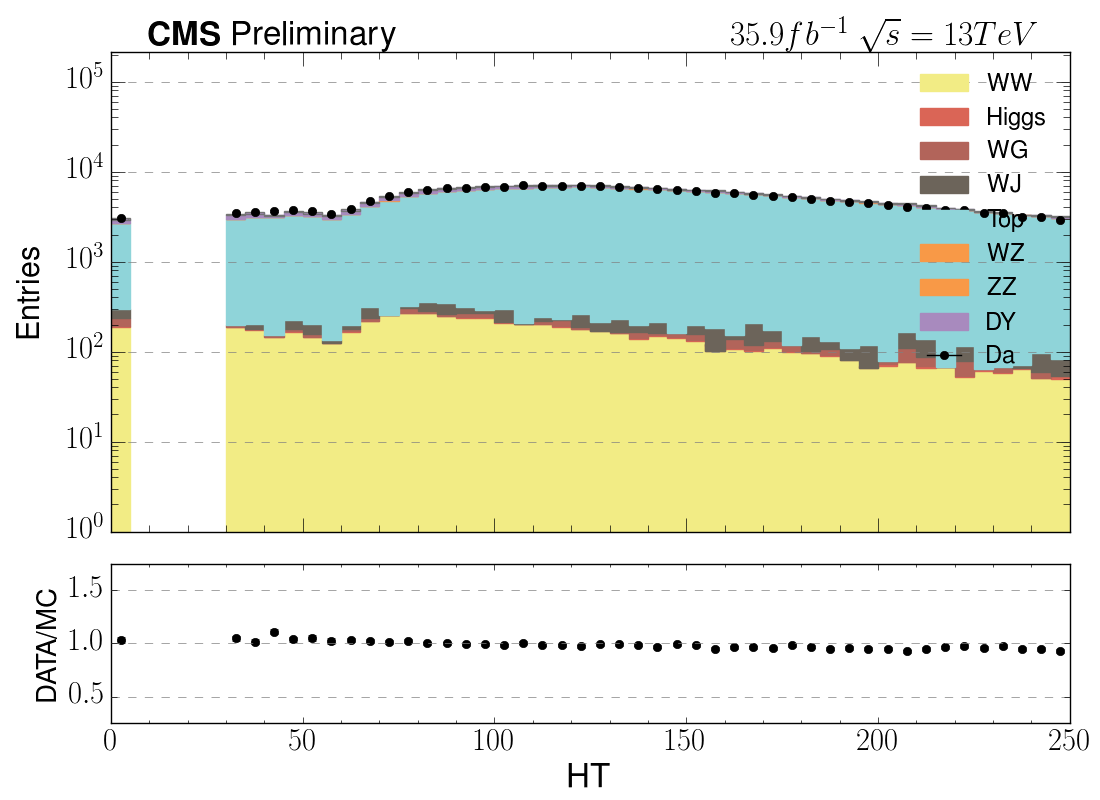 CMS Preliminary 35.9fb⁻¹ √s = 13TeV
WW
Higgs
WG
WJ
Top
WZ
ZZ
DY
Da
Entries
10⁵
10⁴
10³
10²
10¹
10⁰
DATA/MC
1.5
1.0
0.5
0 50 100 150 200 250
HT